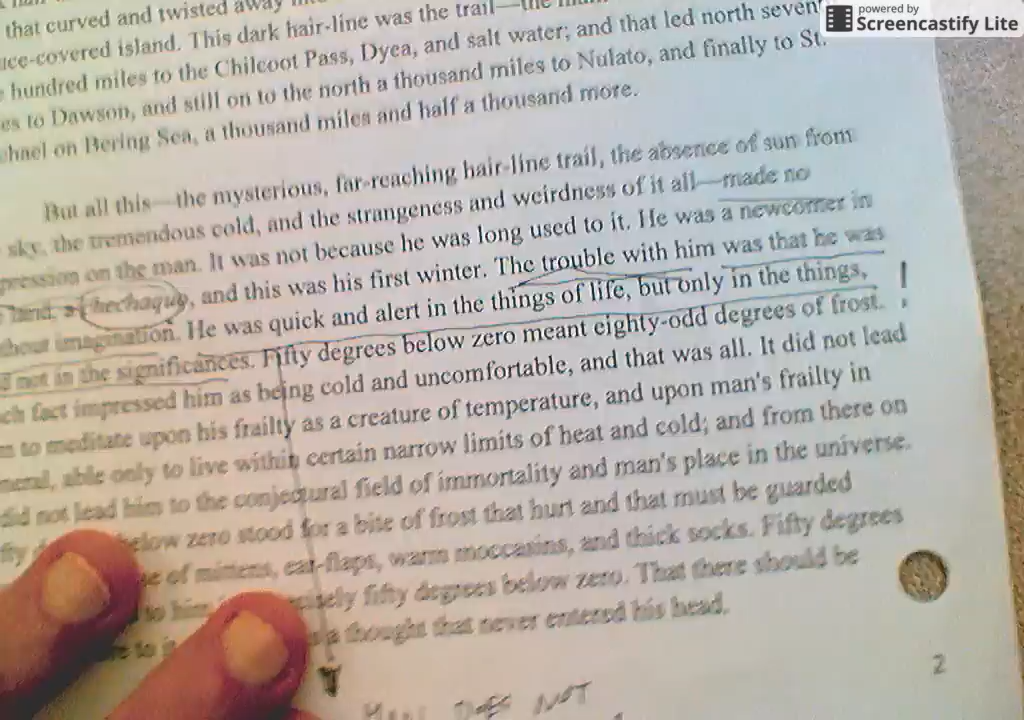 that curved and twisted away
-covered island. This dark hair-line was the trail—the
hundred miles to the Chilcoot Pass, Dyea, and salt water; and that led north seven
es to Dawson, and still on to the north a thousand miles to Nulato, and finally to St.
hael on Bering Sea, a thousand miles and half a thousand more.
But all this—the mysterious, far-reaching hair-line trail, the absence of sun from
sky, the tremendous cold, and the strangeness and weirdness of it all—made no
pression on the man. It was not because he was long used to it. He was a newcomer in
land, a chechaquo, and this was his first winter. The trouble with him was that he was
thout imagination. He was quick and alert in the things of life, but only in the things, !
not in the significances. Fifty degrees below zero meant eighty-odd degrees of frost.
ch fact impressed him as being cold and uncomfortable, and that was all. It did not lead
m to meditate upon his frailty as a creature of temperature, and upon man's frailty in
neral, able only to live within certain narrow limits of heat and cold; and from there on
did not lead him to the conjectural field of immortality and man's place in the universe.
below zero stood for a bite of frost that hurt and that must be guarded
of mittens, ear-flaps, warm moccasins, and thick socks. Fifty degrees
to him cisely fifty degrees below zero. That there should be
to it a thought that never entered his head.
2
DOES NOT
powered by
Screencastify Lite